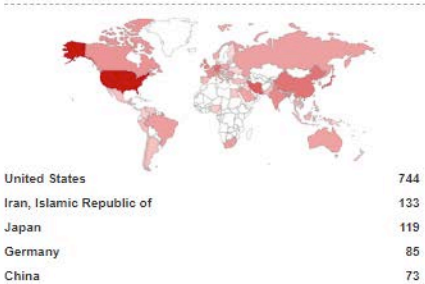 United States 744
Iran, Islamic Republic of 133
Japan 119
Germany 85
China 73